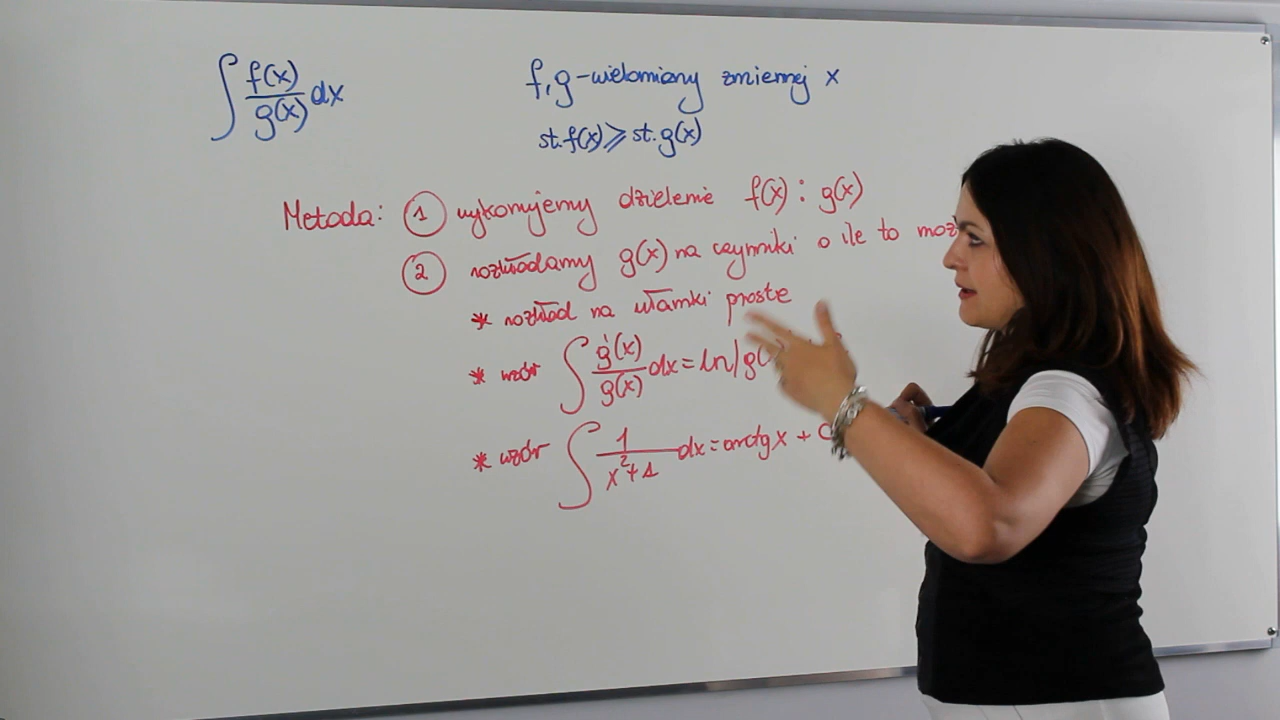 ∫ f(x)/g(x) dx
f, g - wielomiany zmiennej x
st. f(x) ⩾ st. g(x)
Metoda: ① wykonujemy dzielenie f(x) : g(x)
② rozkładamy g(x) na czynniki o ile to moż
* rozkład na ułamki proste
* wzór ∫ g'(x)/g(x) dx = ln|g(
* wzór ∫ 1/(x²+1) dx = arctg x + C